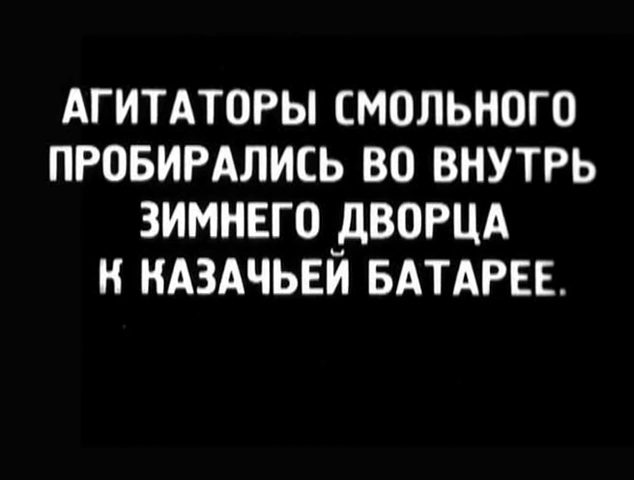 АГИТАТОРЫ СМОЛЬНОГО
ПРОБИРАЛИСЬ ВО ВНУТРЬ
ЗИМНЕГО ДВОРЦА
К КАЗАЧЬЕЙ БАТАРЕЕ.